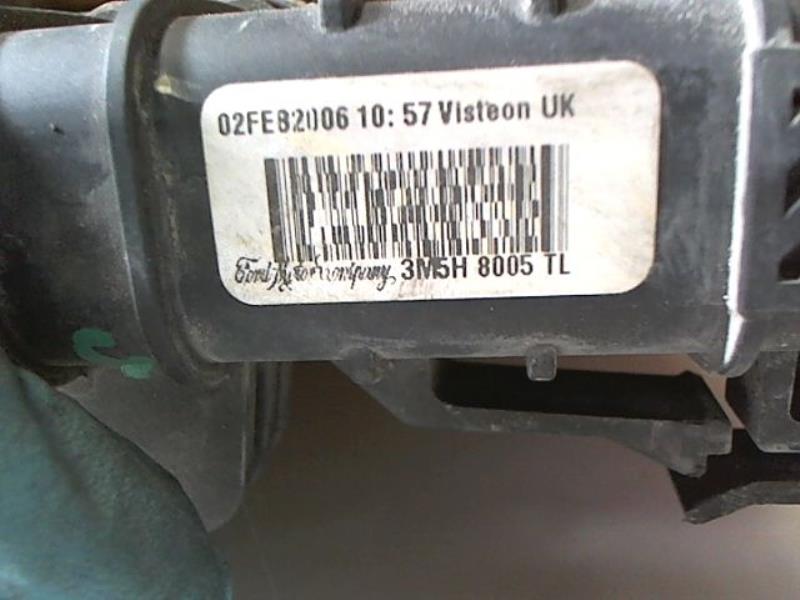 02FEB2006 10:57 Visteon UK
Ford Motor Company 3M5H 8005 TL